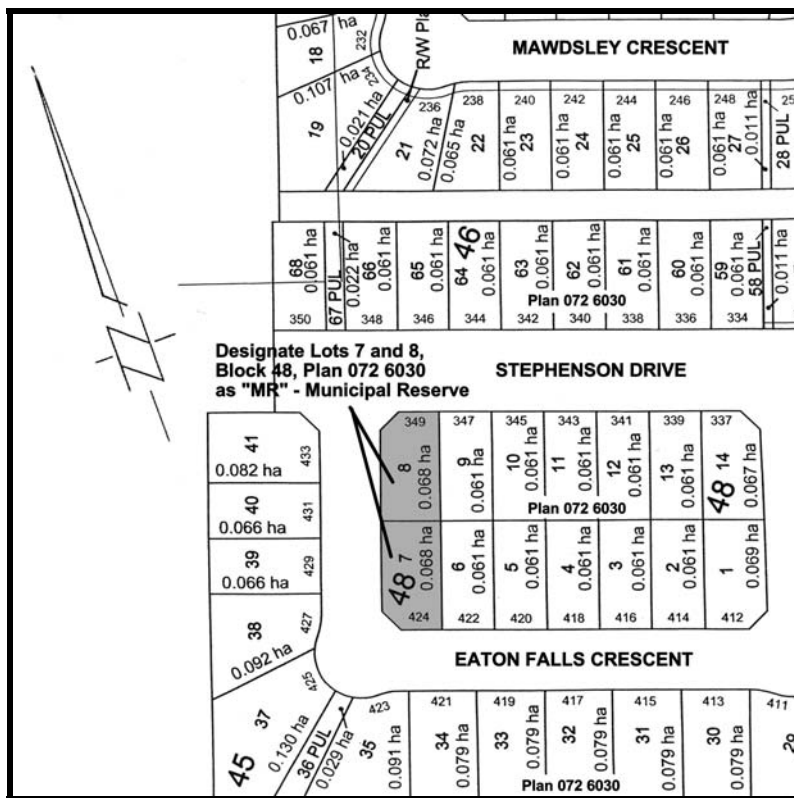 0.067 ha
18
232
R/W Pla
MAWDSLEY CRESCENT
0.107 ha
234
19
0.021 ha
20 PUL
236
21
0.072 ha
238
0.065 ha
22
240
0.061 ha
23
242
0.061 ha
24
244
0.061 ha
25
246
0.061 ha
26
248
0.061 ha
27
0.011 ha
28 PUL
25
68
0.061 ha
350
67 PUL
0.022 ha
66
0.061 ha
348
65
0.061 ha
346
46
64
0.061 ha
344
63
0.061 ha
342
62
0.061 ha
340
61
0.061 ha
338
60
0.061 ha
336
59
0.061 ha
334
58 PUL
0.011 ha
Plan 072 6030
Designate Lots 7 and 8,
Block 48, Plan 072 6030
as "MR" - Municipal Reserve
STEPHENSON DRIVE
41
0.082 ha
433
40
0.066 ha
431
39
0.066 ha
429
38
0.092 ha
427
349
8
0.068 ha
347
9
0.061 ha
345
10
0.061 ha
343
11
0.061 ha
341
12
0.061 ha
339
13
0.061 ha
337
48
14
0.067 ha
Plan 072 6030
48
7
0.068 ha
424
6
0.061 ha
422
5
0.061 ha
420
4
0.061 ha
418
3
0.061 ha
416
2
0.061 ha
414
1
0.069 ha
412
EATON FALLS CRESCENT
425
37
0.130 ha
45
36 PUL
0.029 ha
423
35
0.091 ha
421
34
0.079 ha
419
33
0.079 ha
417
32
0.079 ha
415
31
0.079 ha
413
30
0.079 ha
411
29
Plan 072 6030